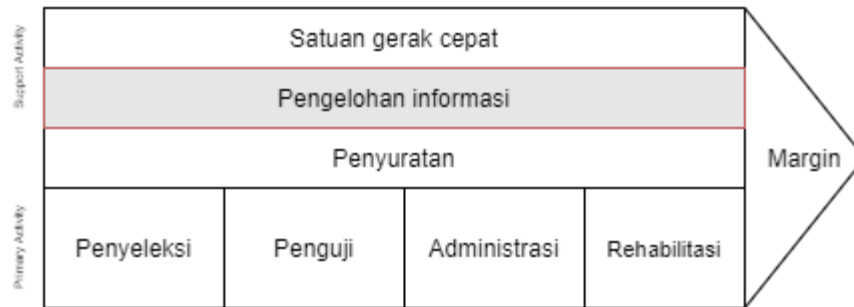 Support Activity
Satuan gerak cepat
Pengelohan informasi
Penyuratan
Margin
Primary Activity
Penyeleksi
Penguji
Administrasi
Rehabilitasi